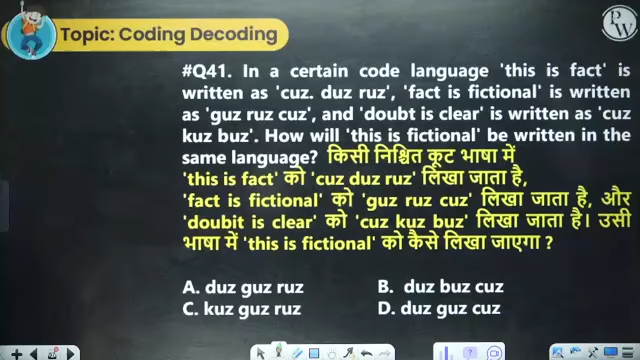 Topic: Coding Decoding
PW
#Q41. In a certain code language 'this is fact' is
written as 'cuz. duz ruz', 'fact is fictional' is written
as 'guz ruz cuz', and 'doubt is clear' is written as 'cuz
kuz buz'. How will 'this is fictional' be written in the
same language? किसी निश्चित कूट भाषा में
'this is fact' को 'cuz duz ruz' लिखा जाता है,
'fact is fictional' को 'guz ruz cuz' लिखा जाता है, और
'doubit is clear' को 'cuz kuz buz' लिखा जाता है। उसी
भाषा में 'this is fictional' को कैसे लिखा जाएगा ?
A. duz guz ruz B. duz buz cuz
C. kuz guz ruz D. duz guz cuz